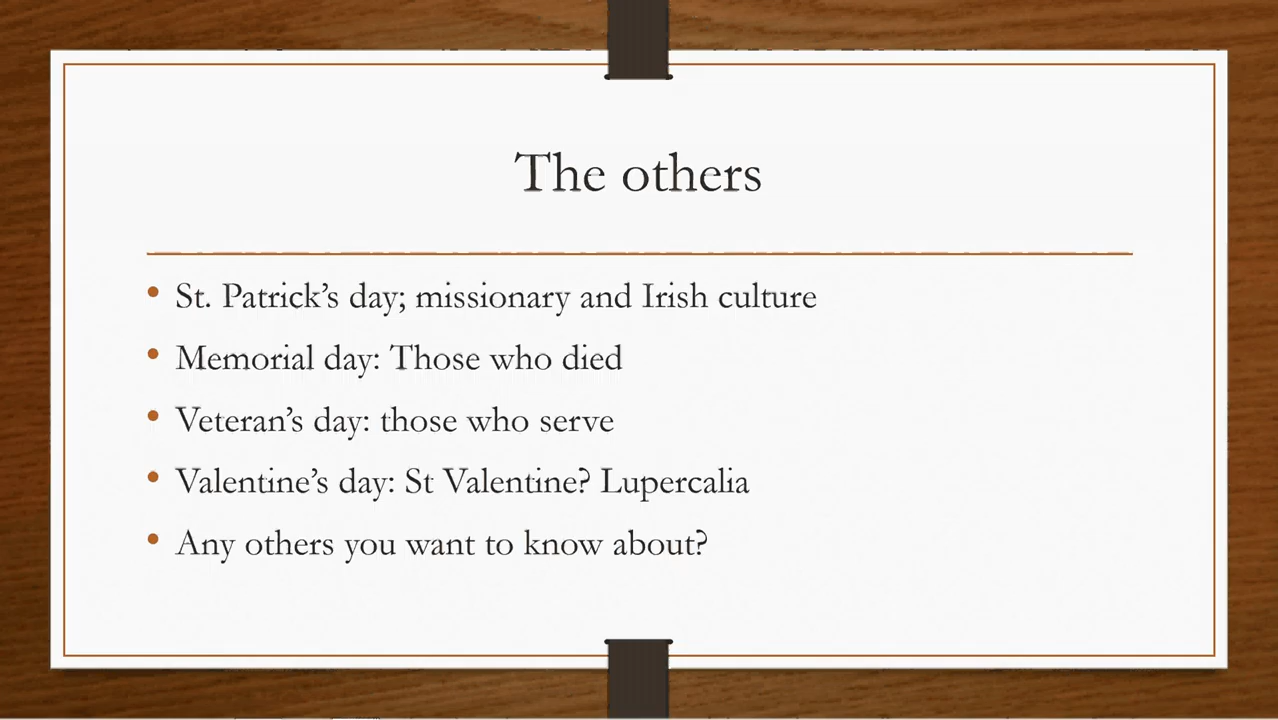 The others
• St. Patrick’s day; missionary and Irish culture
• Memorial day: Those who died
• Veteran’s day: those who serve
• Valentine’s day: St Valentine? Lupercalia
• Any others you want to know about?